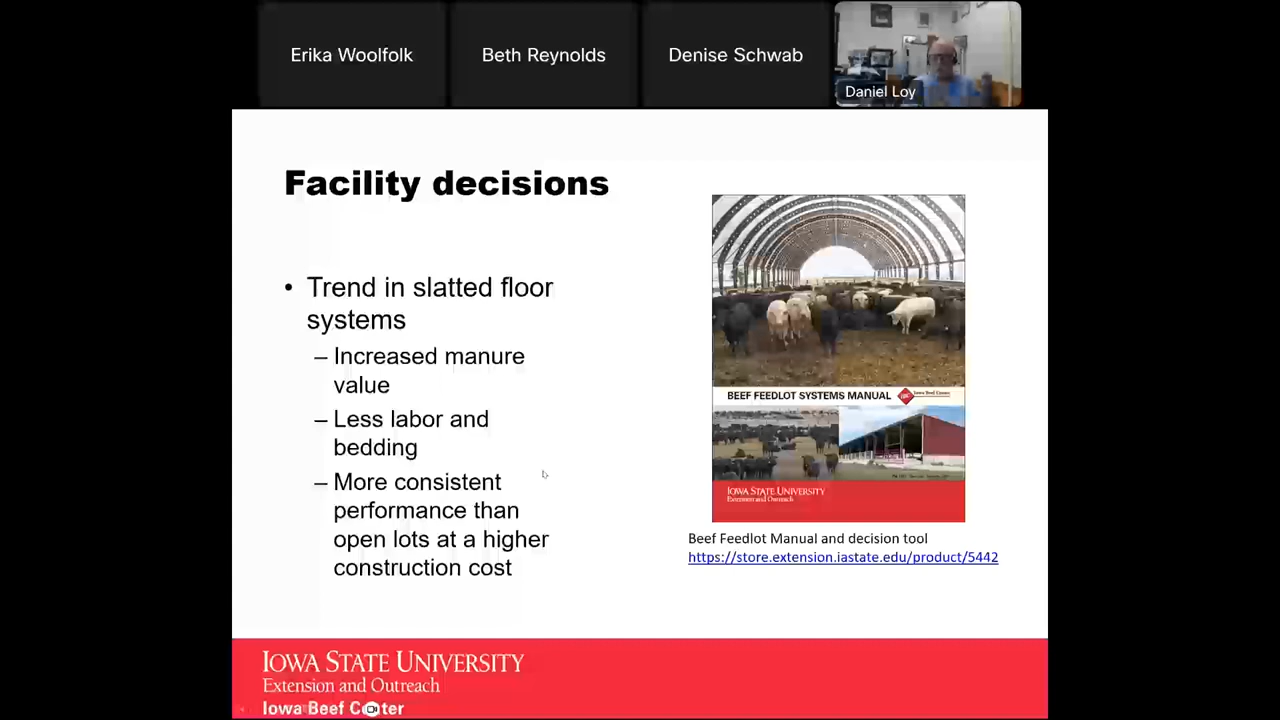 Erika Woolfolk
Beth Reynolds
Denise Schwab
Daniel Loy
Facility decisions
• Trend in slatted floor
systems
– Increased manure
value
– Less labor and
bedding
– More consistent
performance than
open lots at a higher
construction cost
BEEF FEEDLOT SYSTEMS MANUAL
Iowa Beef Center
IOWA STATE UNIVERSITY
Extension and Outreach
Beef Feedlot Manual and decision tool
https://store.extension.iastate.edu/product/5442
IOWA STATE UNIVERSITY
Extension and Outreach
Iowa Beef Center